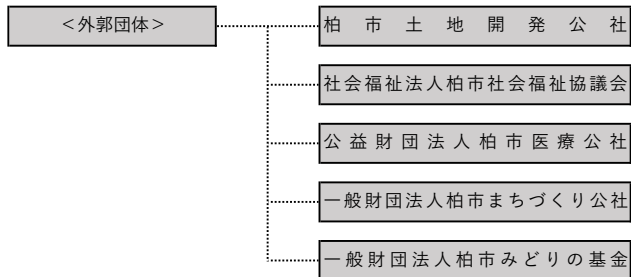 ＜外郭団体＞
柏市土地開発公社
社会福祉法人柏市社会福祉協議会
公益財団法人柏市医療公社
一般財団法人柏市まちづくり公社
一般財団法人柏市みどりの基金